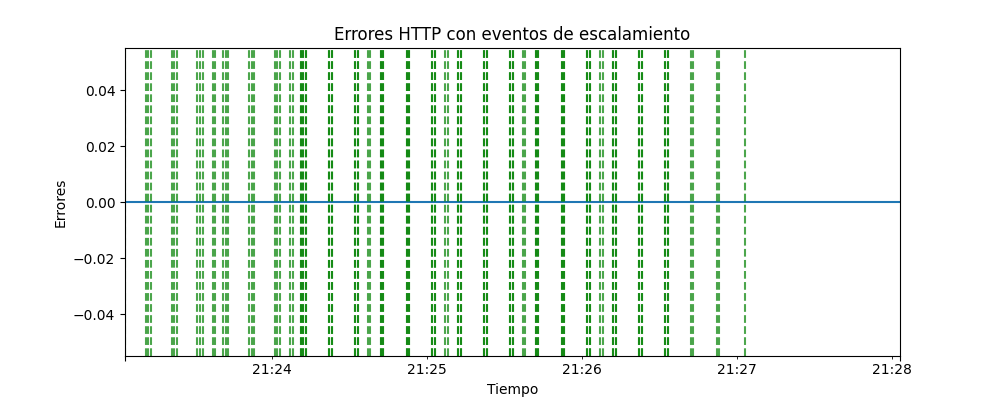 Errores HTTP con eventos de escalamiento
Errores
0.04
0.02
0.00
−0.02
−0.04
21:24 21:25 21:26 21:27 21:28
Tiempo